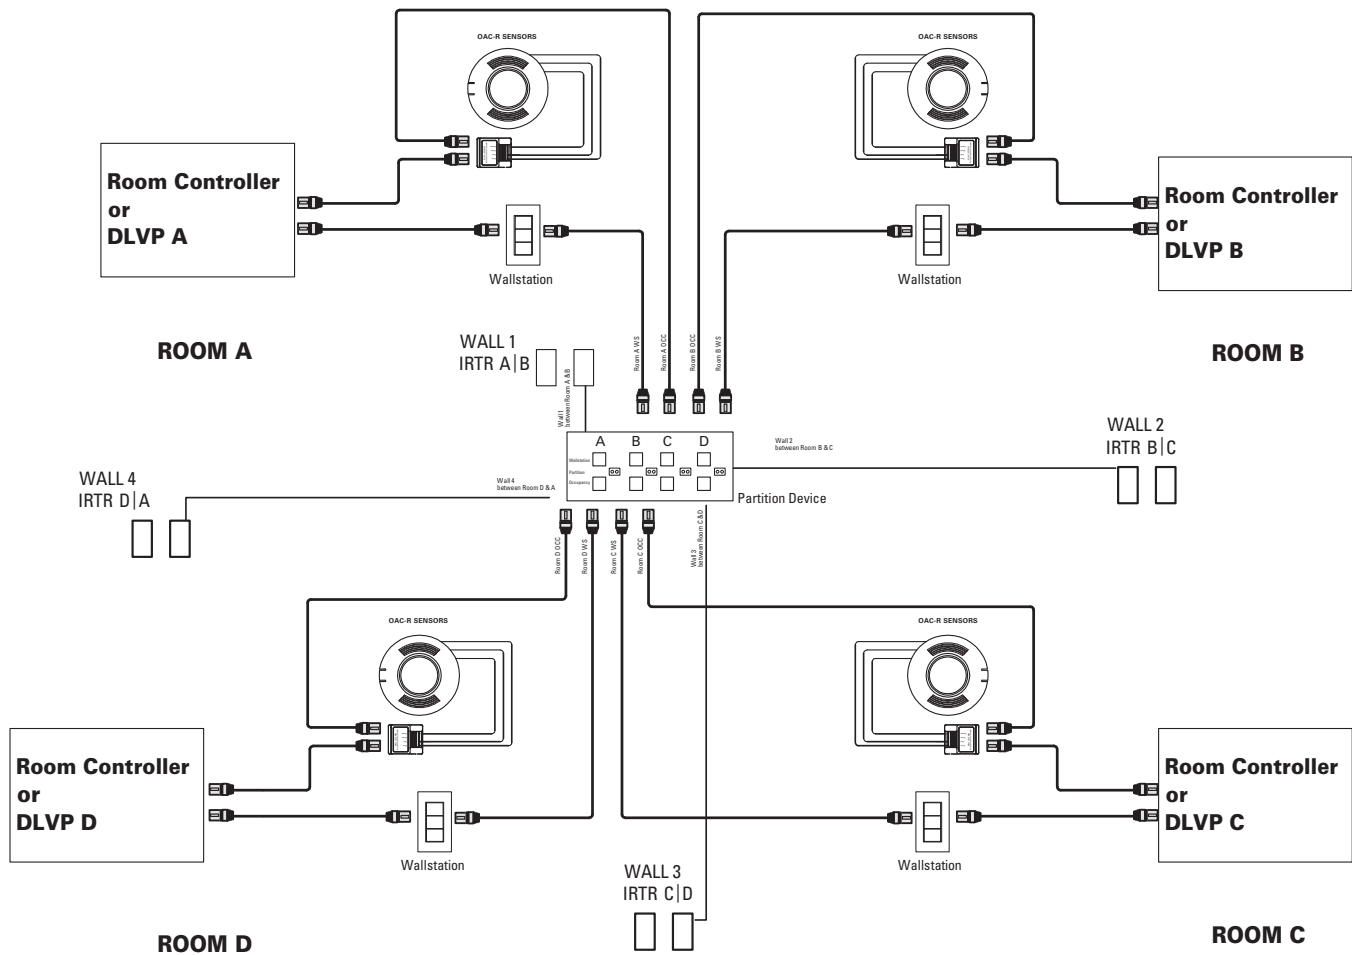 OAC-R SENSORS
OAC-R SENSORS
Room Controller
or
DLVP A
Room Controller
or
DLVP B
Wallstation
Wallstation
ROOM A
ROOM B
WALL 1
IRTR A|B
Wall 1
between Room A & B
Room A WS
Room A OCC
Room B OCC
Room B WS
WALL 2
IRTR B|C
Wall 2
between Room B & C
A B C D
Wallstation
Partition
Occupancy
Partition Device
WALL 4
IRTR D|A
Wall 4
between Room D & A
Room D OCC
Room D WS
Room C WS
Room C OCC
Wall 3
between Room C & D
OAC-R SENSORS
OAC-R SENSORS
Room Controller
or
DLVP D
Room Controller
or
DLVP C
Wallstation
Wallstation
WALL 3
IRTR C|D
ROOM D
ROOM C